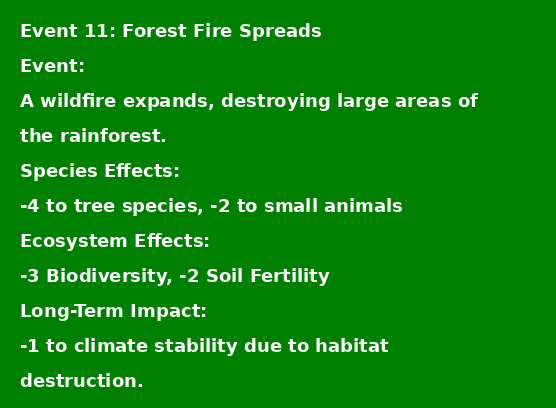 Event 11: Forest Fire Spreads
Event:
A wildfire expands, destroying large areas of
the rainforest.
Species Effects:
-4 to tree species, -2 to small animals
Ecosystem Effects:
-3 Biodiversity, -2 Soil Fertility
Long-Term Impact:
-1 to climate stability due to habitat
destruction.